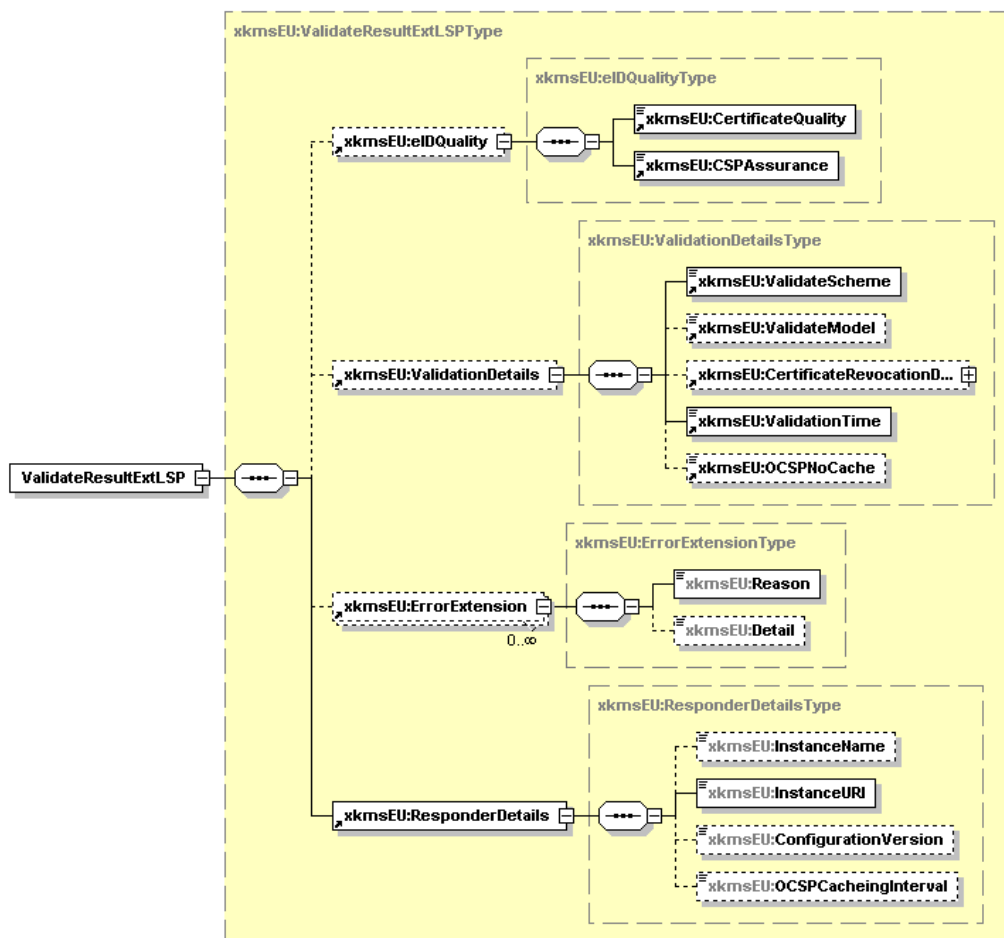 xkmsEU:ValidateResultExtLSPType
xkmsEU:eIDQualityType
xkmsEU:eIDQuality
xkmsEU:CertificateQuality
xkmsEU:CSPAssurance
xkmsEU:ValidationDetailsType
xkmsEU:ValidationDetails
xkmsEU:ValidateScheme
xkmsEU:ValidateModel
xkmsEU:CertificateRevocationD...
xkmsEU:ValidationTime
xkmsEU:OCSPNoCache
ValidateResultExtLSP
xkmsEU:ErrorExtensionType
xkmsEU:ErrorExtension
0..∞
xkmsEU:Reason
xkmsEU:Detail
xkmsEU:ResponderDetailsType
xkmsEU:ResponderDetails
xkmsEU:InstanceName
xkmsEU:InstanceURI
xkmsEU:ConfigurationVersion
xkmsEU:OCSPCacheingInterval